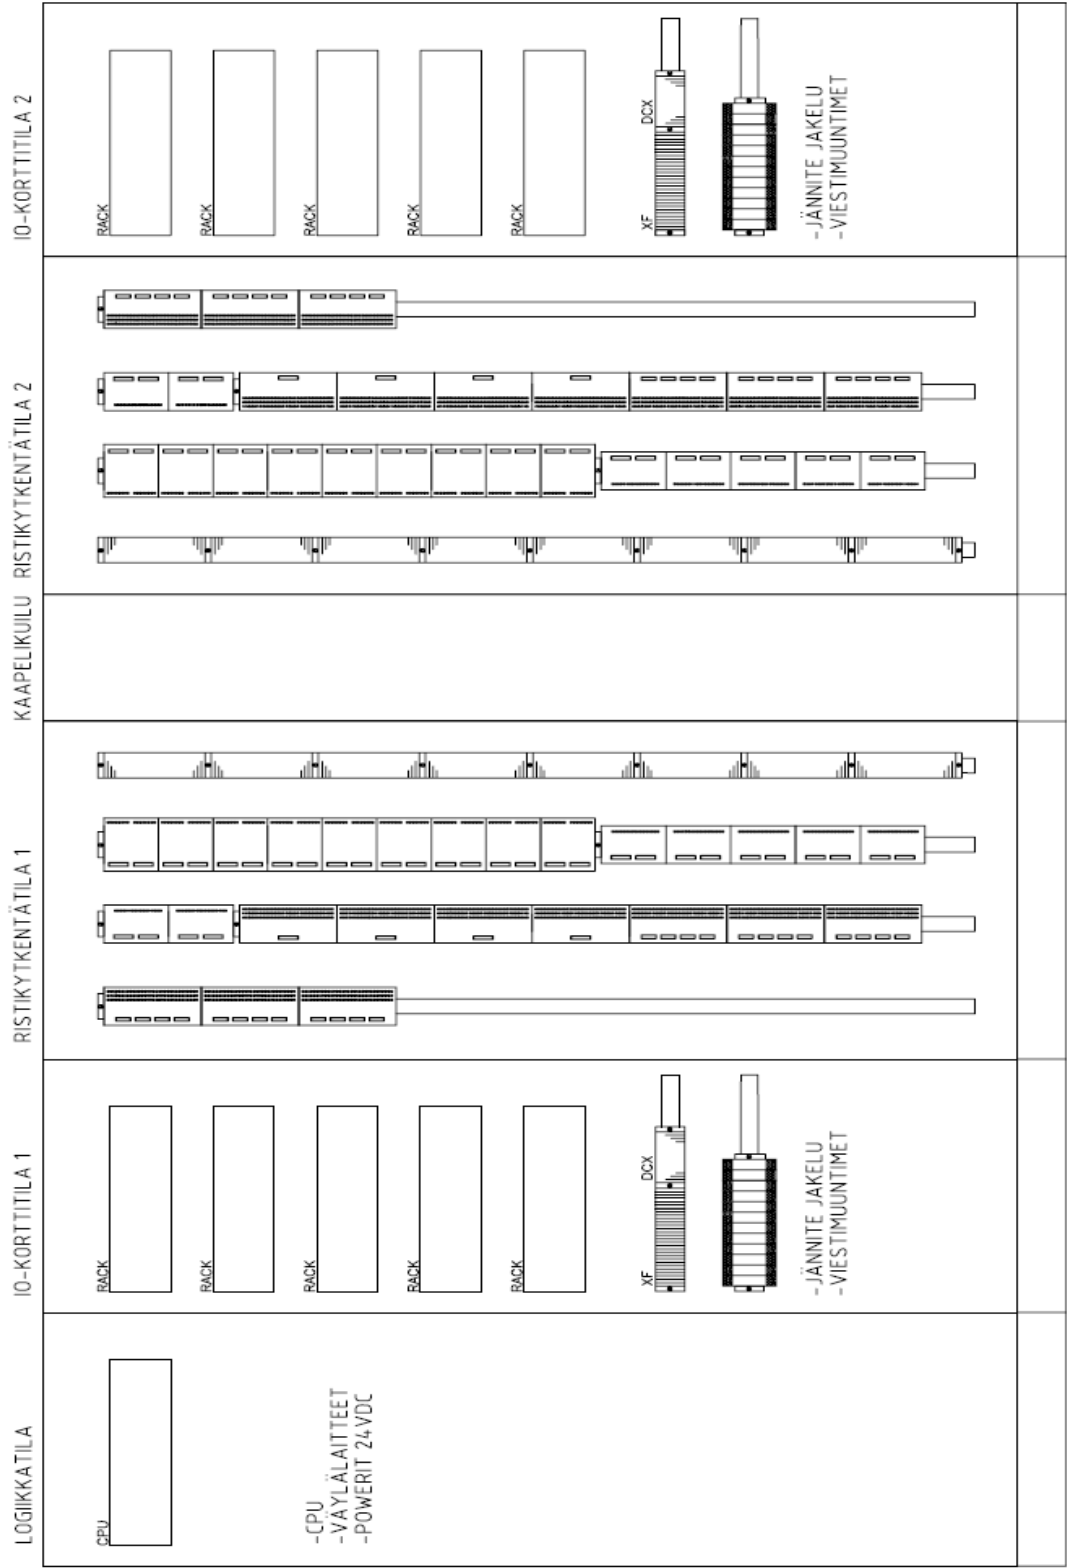 LOGIIKKATILA
IO-KORTTITILA 1
RISTIKYTKENTÄTILA 1
KAAPELIKUILU
RISTIKYTKENTÄTILA 2
IO-KORTTITILA 2
CPU
-CPU
-VÄYLÄLAITTEET
-POWERIT 24VDC
RACK
RACK
RACK
RACK
RACK
XF DCX
-JÄNNITE JAKELU
-VIESTIMUUNTIMET
RACK
RACK
RACK
RACK
RACK
XF DCX
-JÄNNITE JAKELU
-VIESTIMUUNTIMET